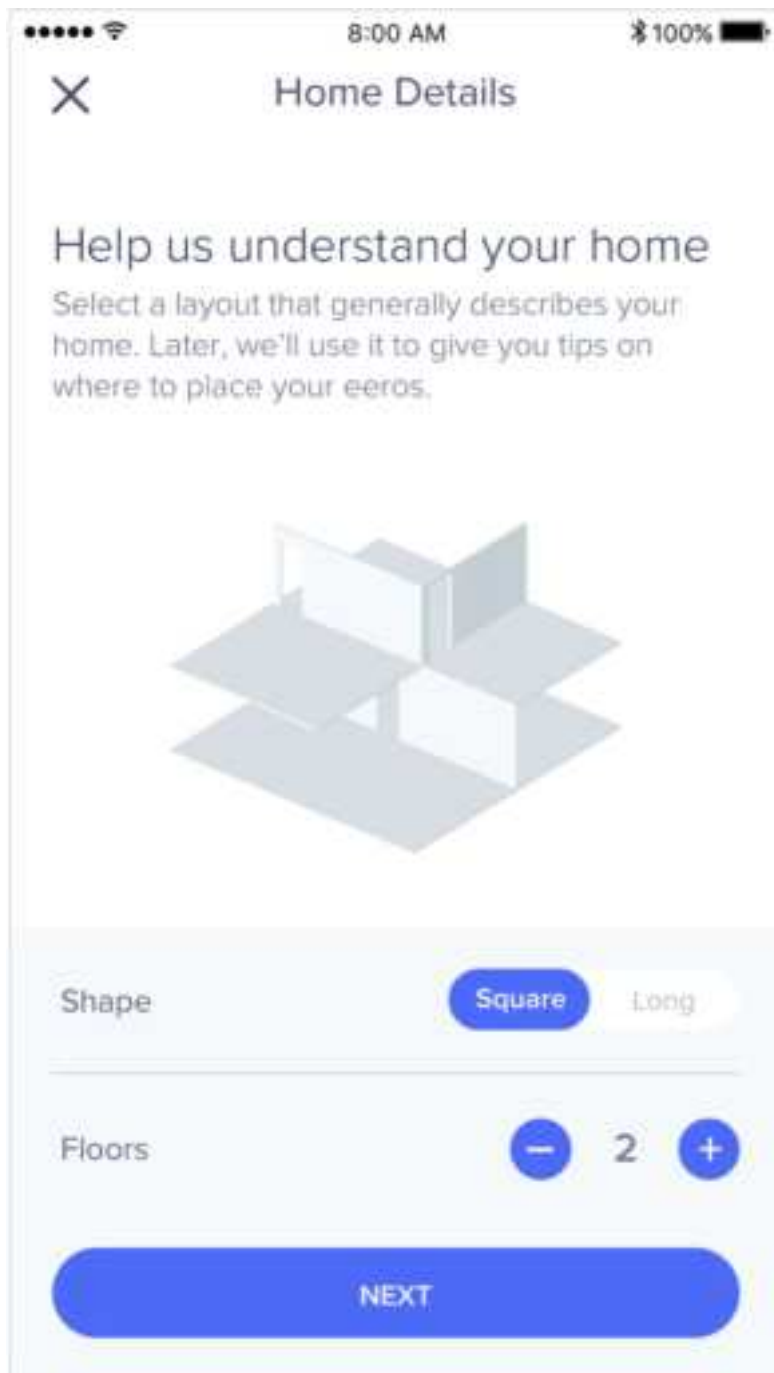 8:00 AM
100%
Home Details
Help us understand your home
Select a layout that generally describes your
home. Later, we'll use it to give you tips on
where to place your eeros.
Shape
Square
Long
Floors
2
NEXT